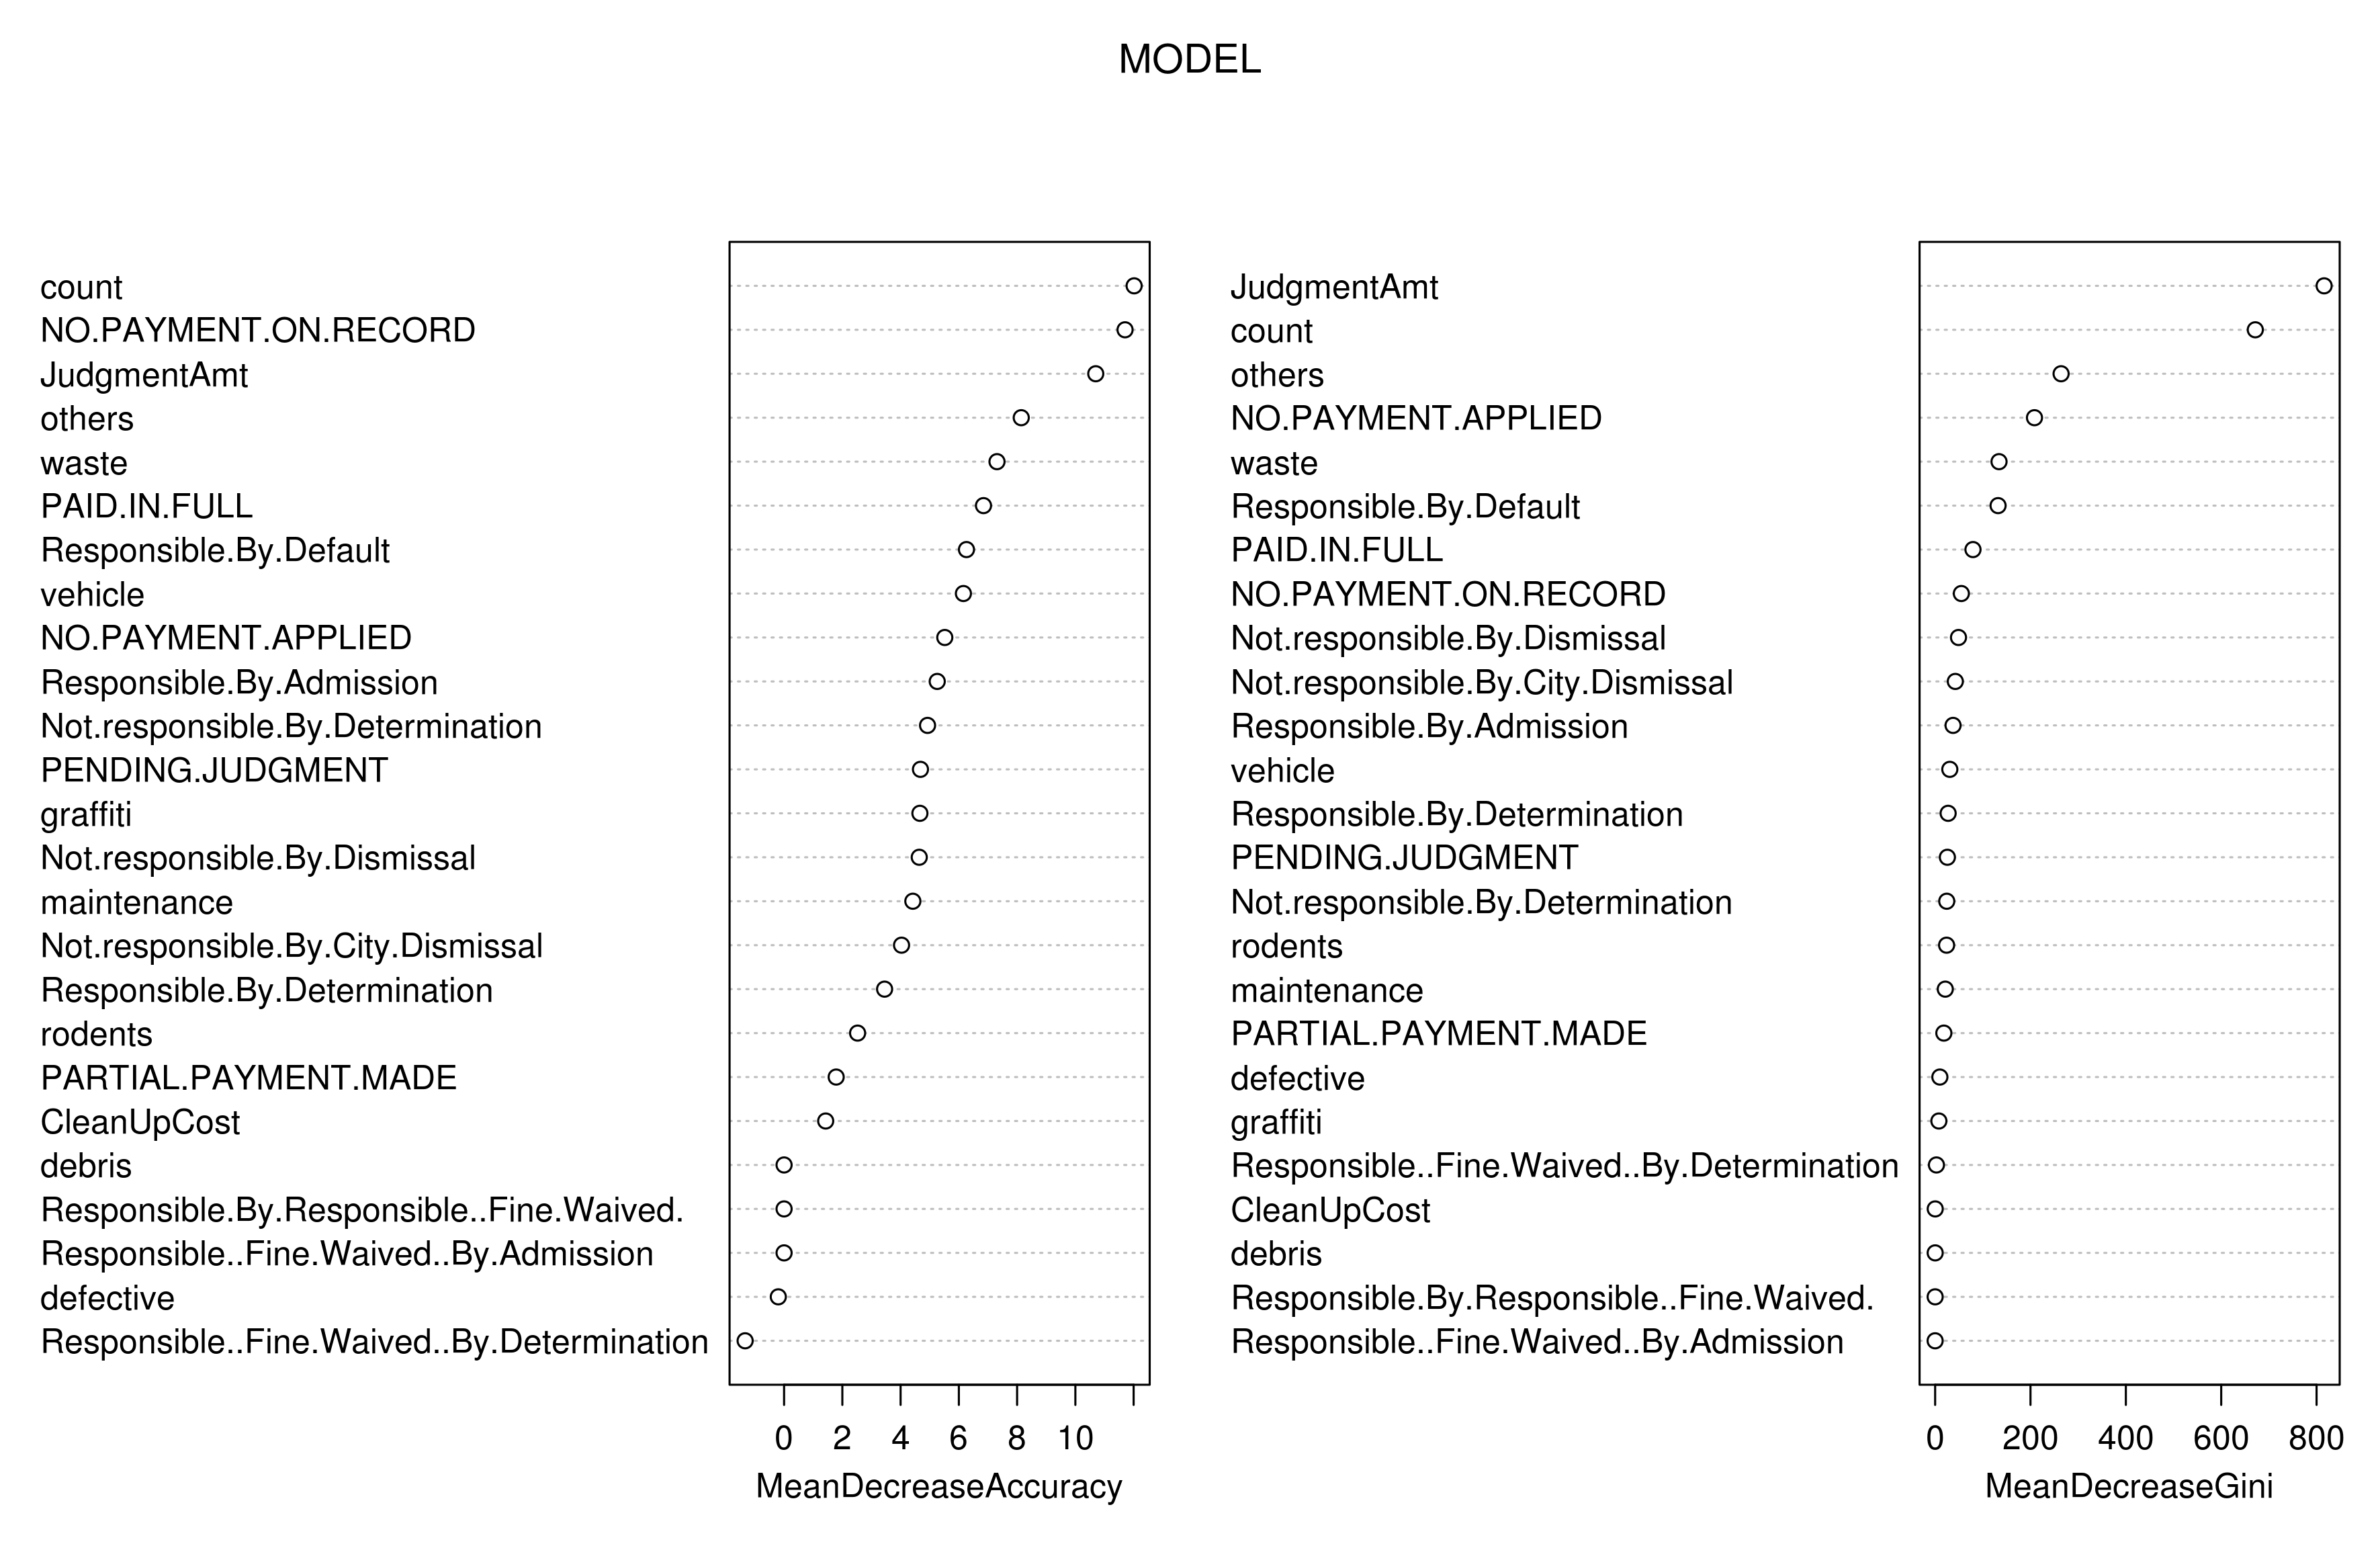 MODEL
count
NO.PAYMENT.ON.RECORD
JudgmentAmt
others
waste
PAID.IN.FULL
Responsible.By.Default
vehicle
NO.PAYMENT.APPLIED
Responsible.By.Admission
Not.responsible.By.Determination
PENDING.JUDGMENT
graffiti
Not.responsible.By.Dismissal
maintenance
Not.responsible.By.City.Dismissal
Responsible.By.Determination
rodents
PARTIAL.PAYMENT.MADE
CleanUpCost
debris
Responsible.By.Responsible..Fine.Waived.
Responsible..Fine.Waived..By.Admission
defective
Responsible..Fine.Waived..By.Determination
0 2 4 6 8 10
MeanDecreaseAccuracy
JudgmentAmt
count
others
NO.PAYMENT.APPLIED
waste
Responsible.By.Default
PAID.IN.FULL
NO.PAYMENT.ON.RECORD
Not.responsible.By.Dismissal
Not.responsible.By.City.Dismissal
Responsible.By.Admission
vehicle
Responsible.By.Determination
PENDING.JUDGMENT
Not.responsible.By.Determination
rodents
maintenance
PARTIAL.PAYMENT.MADE
defective
graffiti
Responsible..Fine.Waived..By.Determination
CleanUpCost
debris
Responsible.By.Responsible..Fine.Waived.
Responsible..Fine.Waived..By.Admission
0 200 400 600 800
MeanDecreaseGini